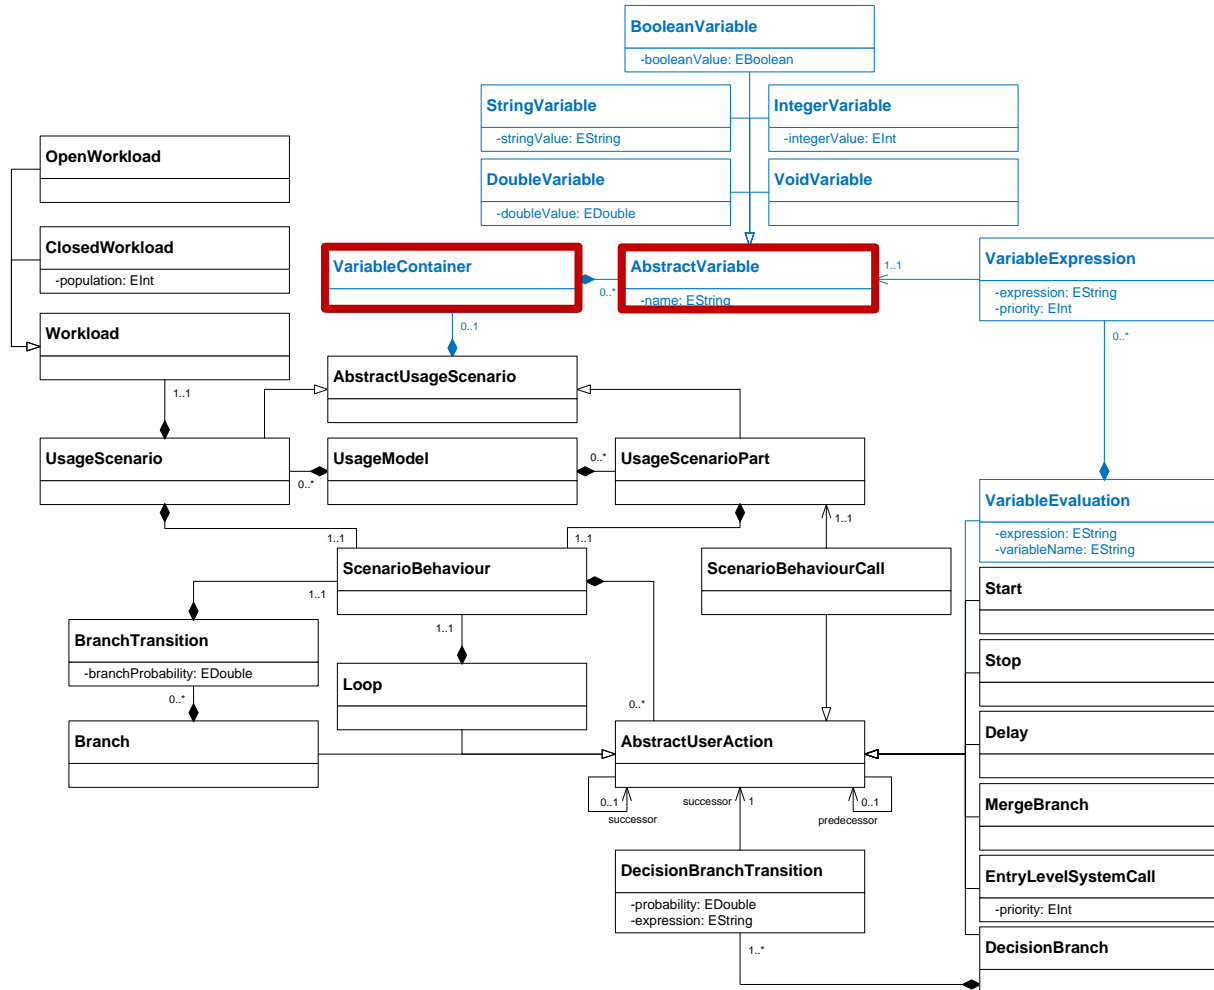 BooleanVariable
-booleanValue: EBoolean
StringVariable
-stringValue: EString
IntegerVariable
-integerValue: EInt
OpenWorkload
DoubleVariable
-doubleValue: EDouble
VoidVariable
ClosedWorkload
-population: EInt
VariableContainer
0..*
AbstractVariable
-name: EString
1..1
VariableExpression
-expression: EString
-priority: EInt
0..1
0..*
Workload
1..1
AbstractUsageScenario
UsageScenario
0..*
UsageModel
0..*
UsageScenarioPart
VariableEvaluation
-expression: EString
-variableName: EString
1..1
1..1
1..1
ScenarioBehaviour
1..1
ScenarioBehaviourCall
Start
BranchTransition
-branchProbability: EDouble
1..1
Loop
Stop
0..*
0..*
Branch
AbstractUserAction
Delay
0..1
successor
successor
1
0..1
predecessor
MergeBranch
DecisionBranchTransition
-probability: EDouble
-expression: EString
EntryLevelSystemCall
-priority: EInt
1..*
DecisionBranch